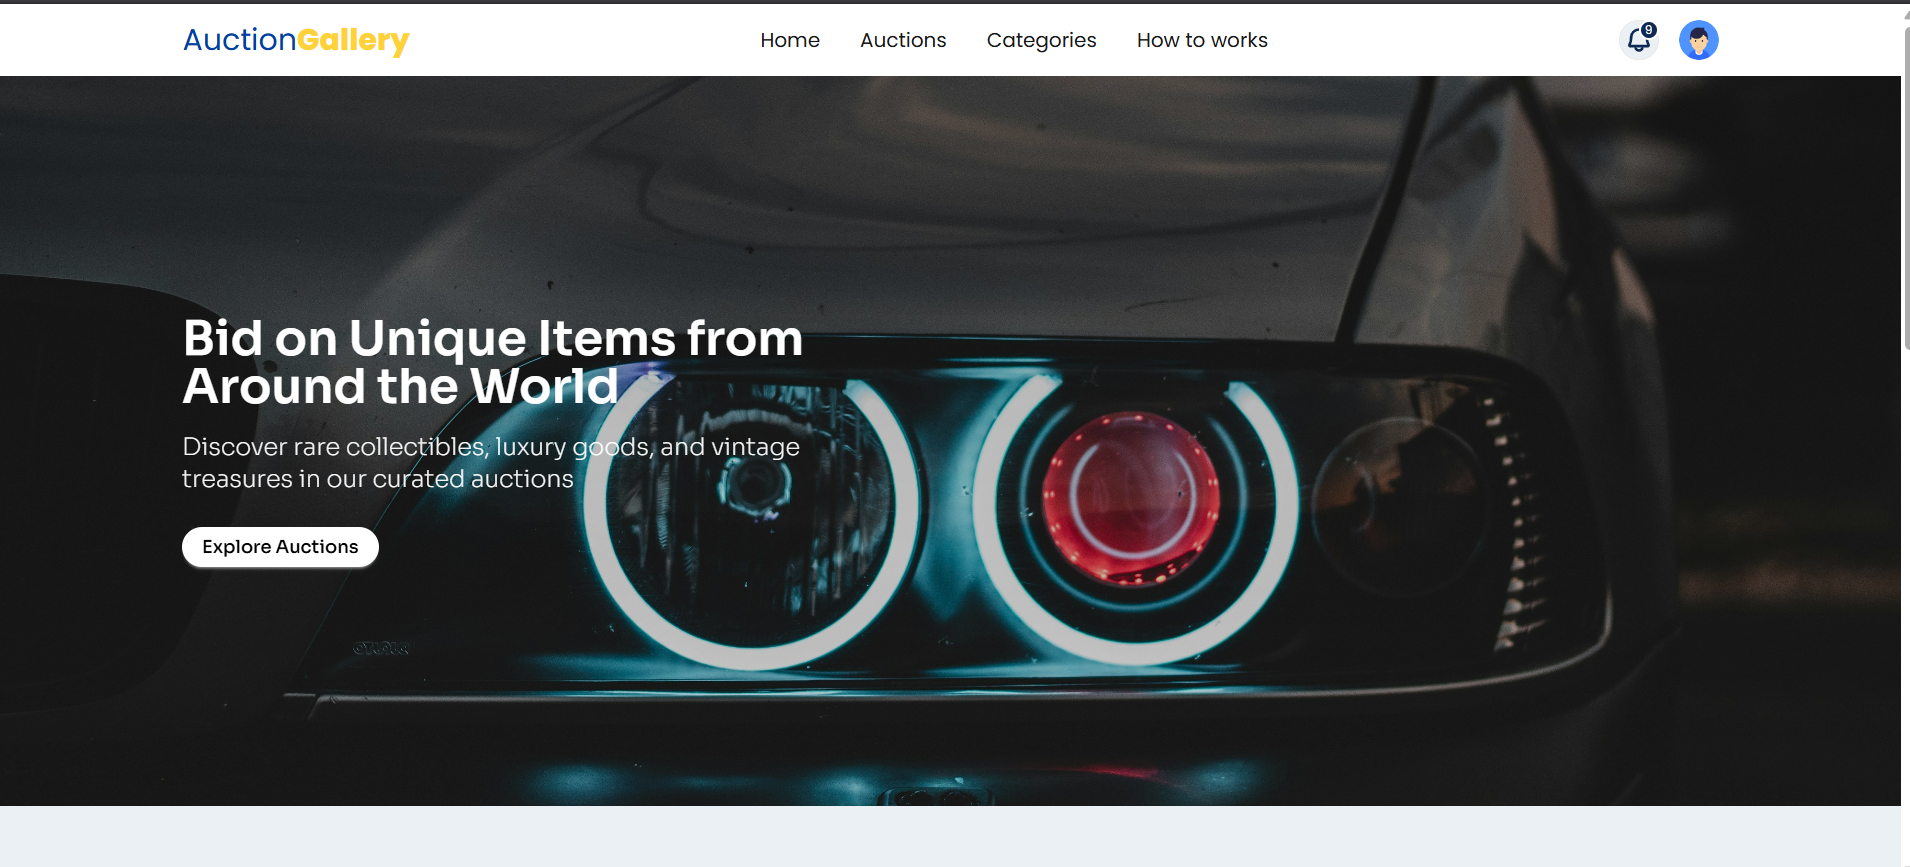 AuctionGallery
Home Auctions Categories How to works
9
Bid on Unique Items from
Around the World
Discover rare collectibles, luxury goods, and vintage
treasures in our curated auctions
Explore Auctions